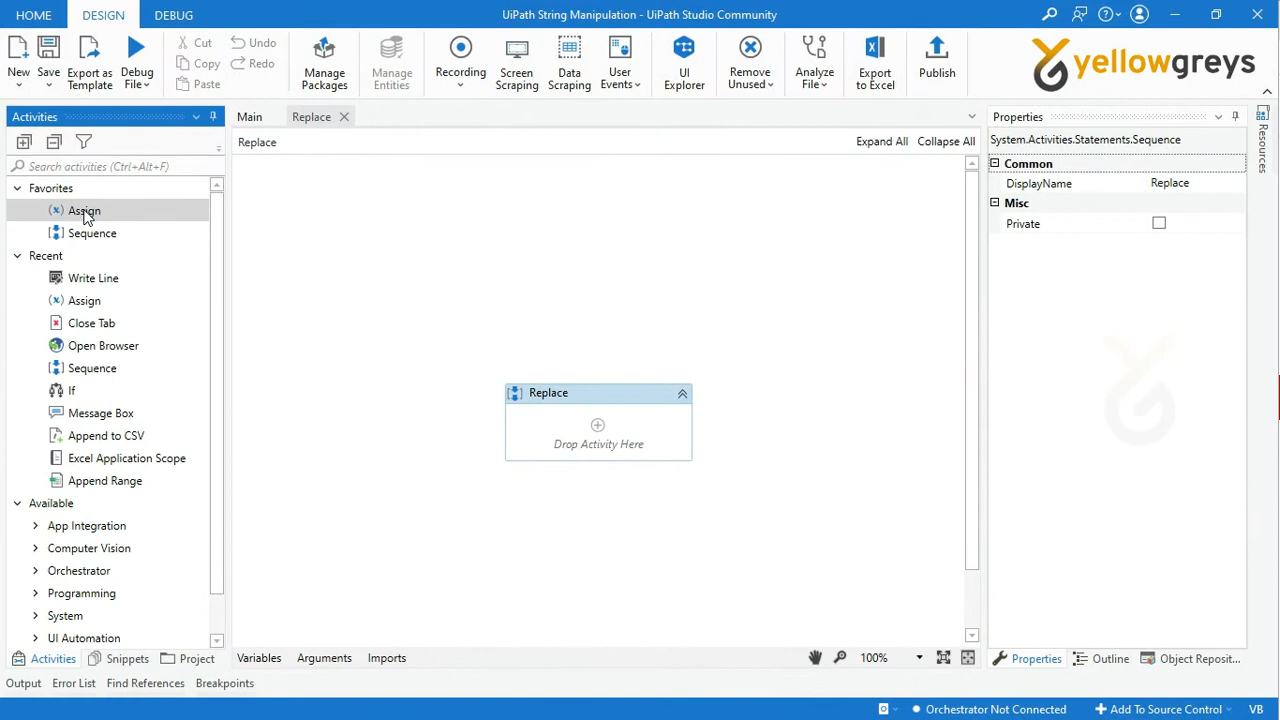 HOME
DESIGN
DEBUG
UiPath String Manipulation - UiPath Studio Community
New
Save
Export as Template
Debug File
Cut
Copy
Paste
Undo
Redo
Manage Packages
Manage Entities
Recording
Screen Scraping
Data Scraping
User Events
UI Explorer
Remove Unused
Analyze File
Export to Excel
Publish
yellowgreys
Activities
Search activities (Ctrl+Alt+F)
Favorites
Assign
Sequence
Recent
Write Line
Assign
Close Tab
Open Browser
Sequence
If
Message Box
Append to CSV
Excel Application Scope
Append Range
Available
App Integration
Computer Vision
Orchestrator
Programming
System
UI Automation
Activities
Snippets
Project
Main
Replace
Replace
Expand All
Collapse All
Replace
Drop Activity Here
Variables
Arguments
Imports
100%
Properties
System.Activities.Statements.Sequence
Common
DisplayName
Replace
Misc
Private
Properties
Outline
Object Reposit...
Resources
Output
Error List
Find References
Breakpoints
Orchestrator Not Connected
Add To Source Control
VB